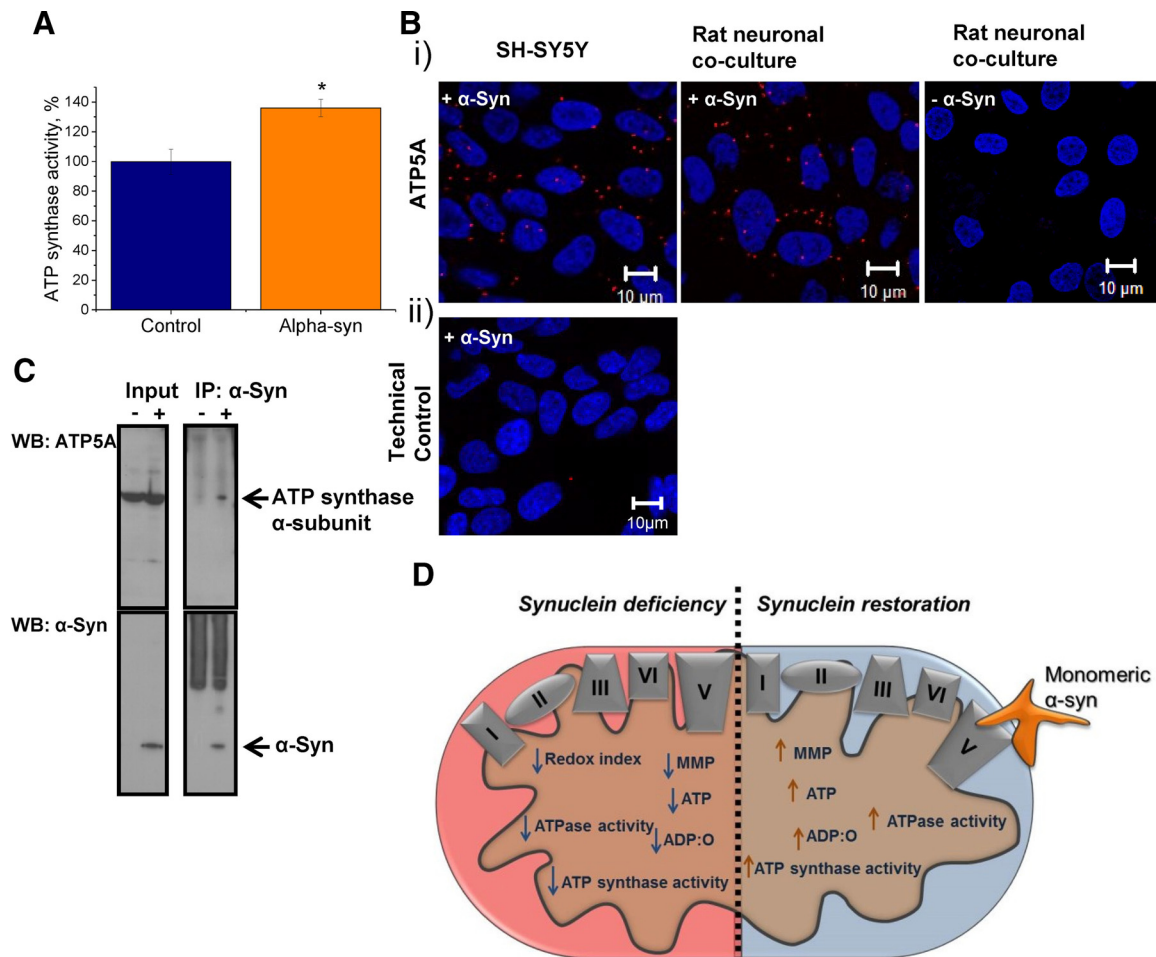 A
ATP synthase activity, %
140
120
100
80
60
40
20
0
*
Control
Alpha-syn
B
i)
SH-SY5Y
Rat neuronal
co-culture
Rat neuronal
co-culture
ATP5A
+ α-Syn
+ α-Syn
- α-Syn
10 µm
10 µm
10 µm
ii)
Technical
Control
+ α-Syn
10µm
C
Input
IP: α-Syn
- +
- +
WB: ATP5A
ATP synthase
α-subunit
WB: α-Syn
α-Syn
D
Synuclein deficiency
Synuclein restoration
I
II
III
VI
V
I
II
III
VI
V
Monomeric
α-syn
↓ Redox index
↓ MMP
↓ ATP
↓ ATPase activity
↓ ADP:O
↓ ATP synthase activity
↑ MMP
↑ ATP
↑ ATPase activity
↑ ADP:O
↑ ATP synthase activity